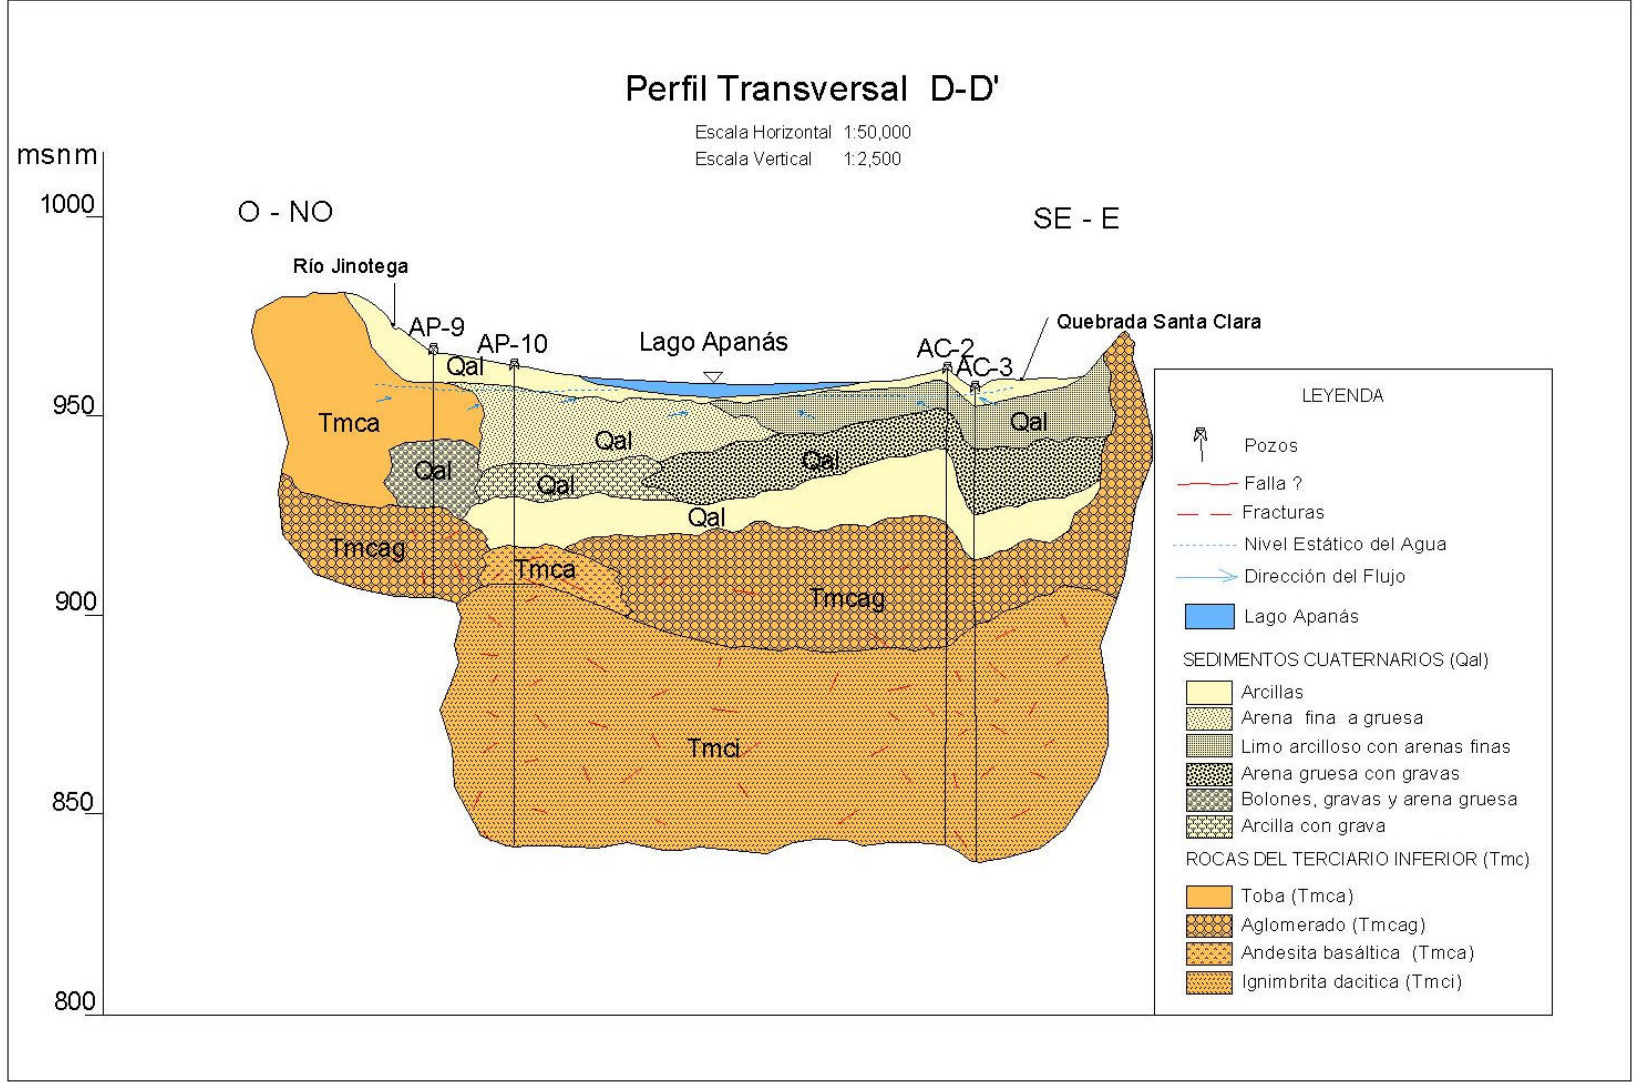 Perfil Transversal D-D'
Escala Horizontal 1:50,000
Escala Vertical 1:2,500
msnm
1000
O - NO
SE - E
Río Jinotega
AP-9
AP-10
Lago Apanás
AC-2
AC-3
Quebrada Santa Clara
Qal
950
Tmca
Qal
Qal
Qal
Qal
Qal
Qal
Tmcag
Tmca
900
Tmcag
Tmci
850
800
LEYENDA
Pozos
Falla ?
Fracturas
Nivel Estático del Agua
Dirección del Flujo
Lago Apanás
SEDIMENTOS CUATERNARIOS (Qal)
Arcillas
Arena fina a gruesa
Limo arcilloso con arenas finas
Arena gruesa con gravas
Bolones, gravas y arena gruesa
Arcilla con grava
ROCAS DEL TERCIARIO INFERIOR (Tmc)
Toba (Tmca)
Aglomerado (Tmcag)
Andesita basáltica (Tmca)
Ignimbrita dacitica (Tmci)